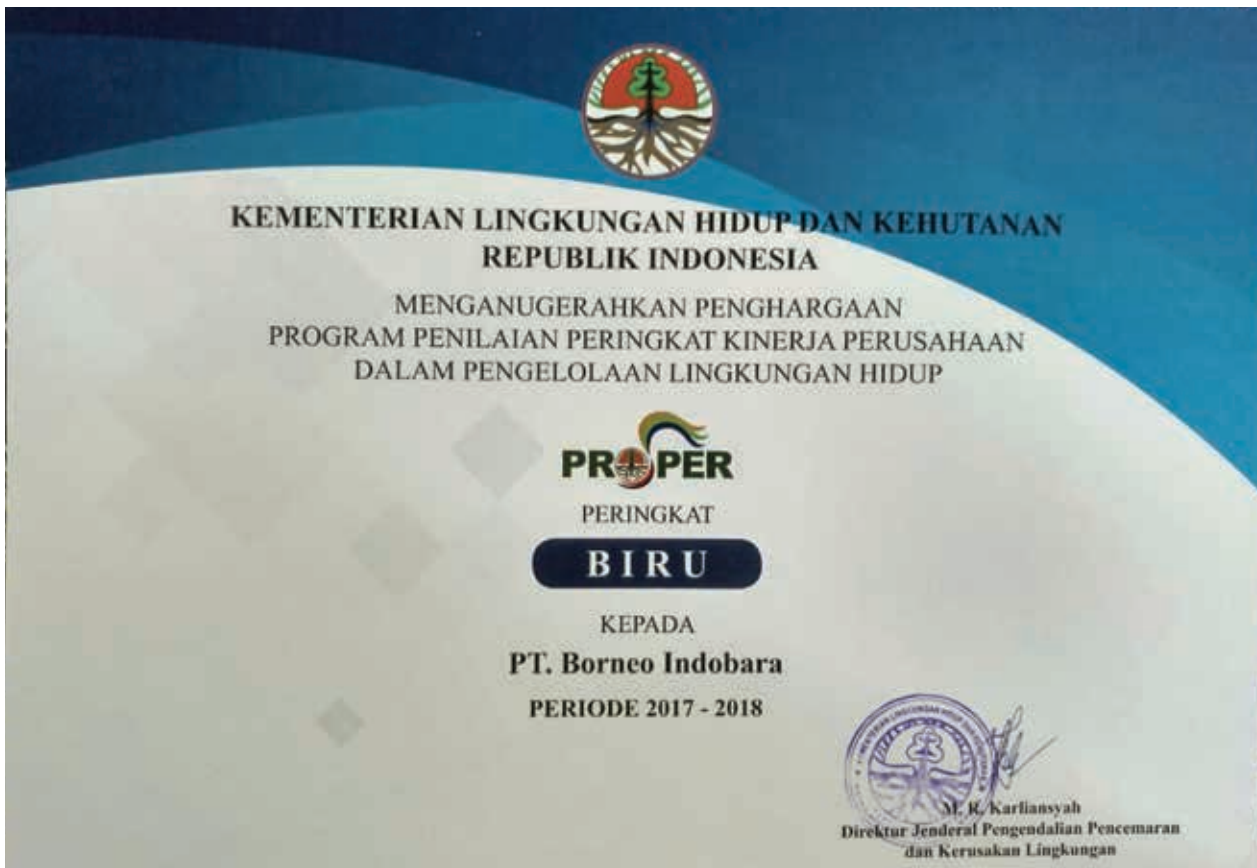 KEMENTERIAN LINGKUNGAN HIDUP DAN KEHUTANAN
REPUBLIK INDONESIA
MENGANUGERAHKAN PENGHARGAAN
PROGRAM PENILAIAN PERINGKAT KINERJA PERUSAHAAN
DALAM PENGELOLAAN LINGKUNGAN HIDUP
PROPER
PERINGKAT
BIRU
KEPADA
PT. Borneo Indobara
PERIODE 2017 - 2018
M. R. Karliansyah
Direktur Jenderal Pengendalian Pencemaran
dan Kerusakan Lingkungan